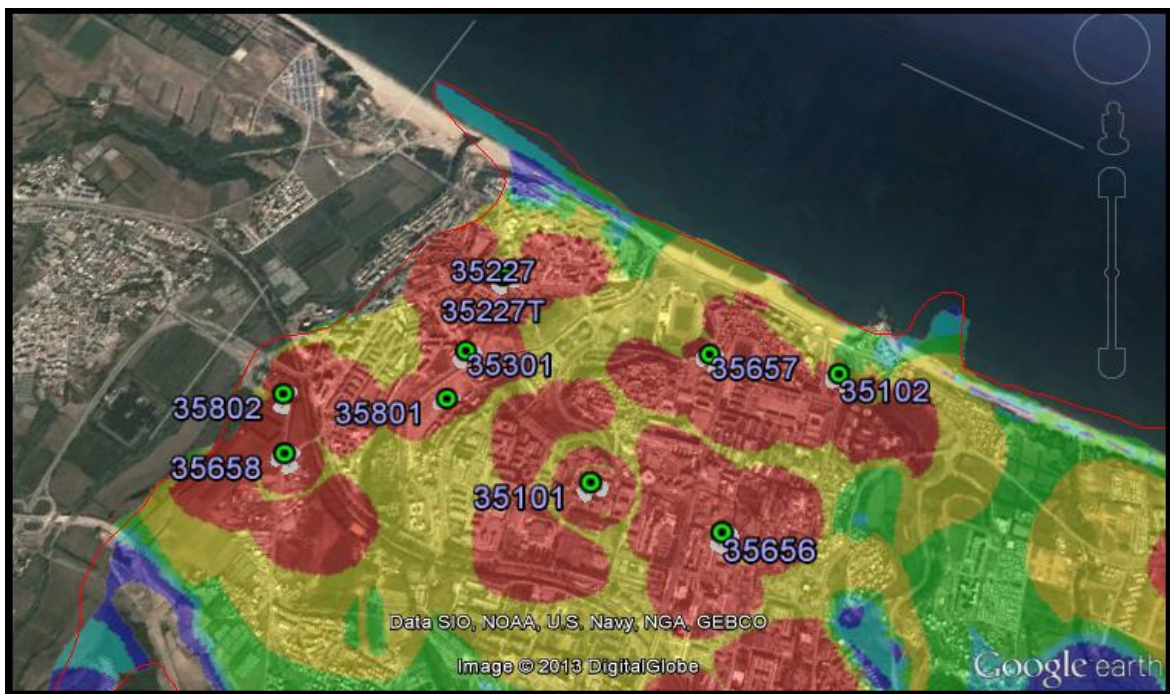 35227
35227T
35301
35657
35102
35802
35801
35658
35101
35656
Data SIO, NOAA, U.S. Navy, NGA, GEBCO
Image © 2013 DigitalGlobe
Google earth